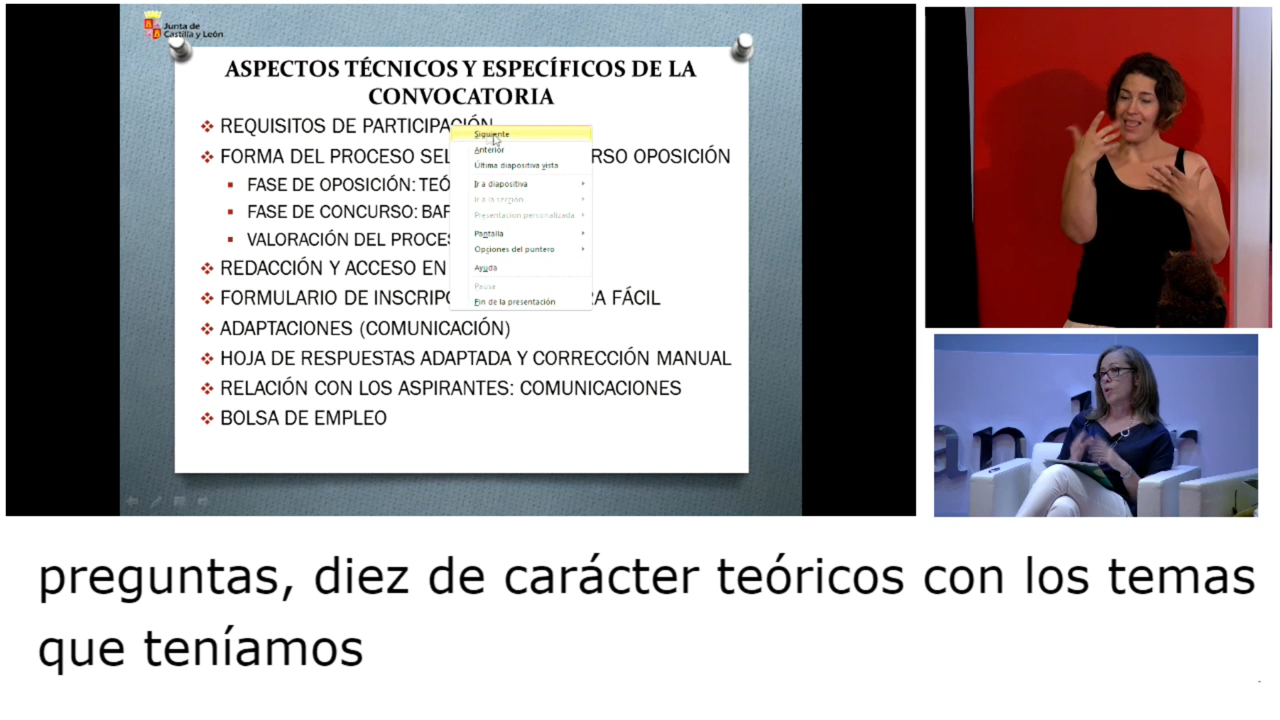 Junta de
Castilla y León
ASPECTOS TÉCNICOS Y ESPECÍFICOS DE LA
CONVOCATORIA
REQUISITOS DE PARTICIPACIÓN
FORMA DEL PROCESO SEL RSO OPOSICIÓN
FASE DE OPOSICIÓN: TEÓ
FASE DE CONCURSO: BAR
VALORACIÓN DEL PROCES
REDACCIÓN Y ACCESO EN
FORMULARIO DE INSCRIPC A FÁCIL
ADAPTACIONES (COMUNICACIÓN)
HOJA DE RESPUESTAS ADAPTADA Y CORRECCIÓN MANUAL
RELACIÓN CON LOS ASPIRANTES: COMUNICACIONES
BOLSA DE EMPLEO
Siguiente
Anterior
Última diapositiva vista
Ir a diapositiva
Ir a la sección
Presentación personalizada
Pantalla
Opciones del puntero
Ayuda
Pausa
Fin de la presentación
preguntas, diez de carácter teóricos con los temas
que teníamos